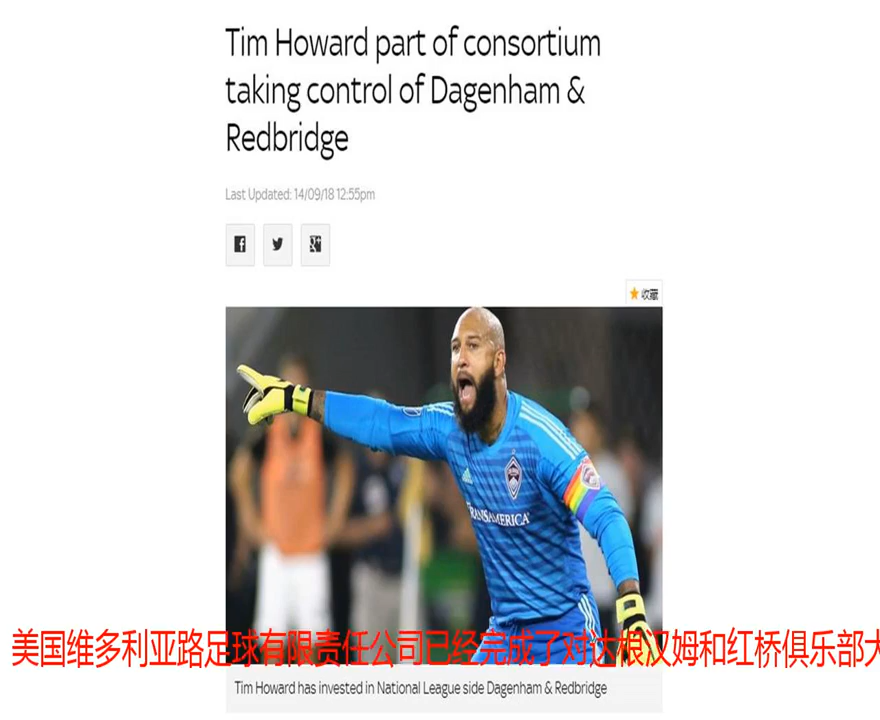 Tim Howard part of consortium
taking control of Dagenham &
Redbridge
Last Updated: 14/09/18 12:55pm
收藏
TRANSAMERICA
美国维多利亚路足球有限责任公司已经完成了对达根汉姆和红桥俱乐部大
Tim Howard has invested in National League side Dagenham & Redbridge